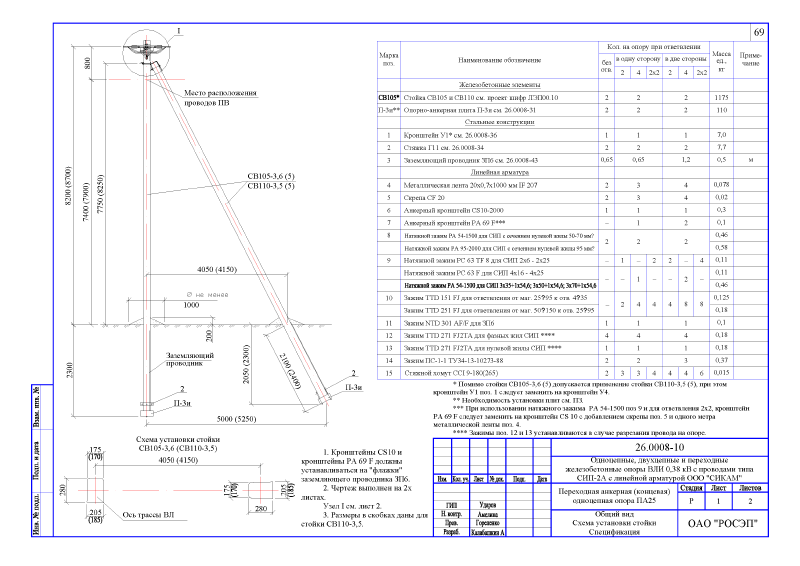 69
1
800
Место расположения
проводов ПВ
8200 (8700)
7400 (7900)
7750 (8250)
СВ105-3,6 (5)
СВ110-3,5 (5)
4050 (4150)
Ø не менее
1000
200
Заземляющий
проводник
2300
2050 (2300)
2100 (2400)
2
П-3и
2
П-3и
5000 (5250)
Схема установки стойки
СВ105-3,6 (СВ110-3,5)
175
(170)
4050 (4150)
280
205
(185)
Ось трассы ВЛ
175
(170)
205
(185)
280
1. Кронштейны CS10 и
кронштейны PA 69 F должны
устанавливаться на "флажки"
заземляющего проводника ЗП6.
2. Чертеж выполнен на 2х
листах.
Узел I см. лист 2.
3. Размеры в скобках даны для
стойки СВ110-3,5.
Марка поз. Наименование обозначение Кол. на опору при ответвлении Масса ед., кг Приме-чание
без отв. в одну сторону в две стороны
2 4 2х2 2 4 2х2
Железобетонные элементы
СВ105* Стойка СВ105 и СВ110 см. проект шифр ЛЭП00.10 2 2 2 1175
П-3и** Опорно-анкерная плита П-3и см. 26.0008-31 2 2 2 110
Стальные конструкции
1 Кронштейн У1* см. 26.0008-36 1 1 1 7,0
2 Стяжка Г11 см. 26.0008-34 2 2 2 7,7
3 Заземляющий проводник ЗП6 см. 26.0008-43 0,65 0,65 1,2 0,5 м
Линейная арматура
4 Металлическая лента 20х0,7х1000 мм IF 207 2 3 4 0,078
5 Скрепа CF 20 2 3 4 0,02
6 Анкерный кронштейн CS10-2000 1 1 1 0,3
7 Анкерный кронштейн PA 69 F*** – 1 2 0,1
8 Натяжной зажим PA 54-1500 для СИП с сечением нулевой жилы 50-70 мм? 2 2 2 0,46
Натяжной зажим PA 95-2000 для СИП с сечением нулевой жилы 95 мм? 0,58
9 Натяжной зажим PC 63 TF 8 для СИП 2х6 - 2х25 – 1 – 2 2 – 4 0,11
Натяжной зажим PC 63 F для СИП 4х16 - 4х25 – – 1 – – 2 – 0,11
Натяжной зажим PA 54-1500 для СИП 3х35+1х54,6; 3х50+1х54,6; 3х70+1х54,6 0,46
10 Зажим TTD 151 FJ для ответвления от маг. 25?95 к отв. 4?35 – 2 4 4 4 8 8 0,125
Зажим TTD 251 FJ для ответвления от маг. 50?150 к отв. 25?95 0,18
11 Зажим NTD 301 AF/F для ЗП6 1 1 1 0,1
12 Зажим TTD 271 FJ2TA для фазных жил СИП **** 4 4 4 0,18
13 Зажим TTD 271 FJ2TA для нулевой жилы СИП **** 1 1 1 0,18
14 Зажим ПС-1-1 ТУ34-13-10273-88 2 2 3 0,37
15 Стяжной хомут CCI 9-180(265) 2 3 3 4 4 4 6 0,015
* Помимо стойки СВ105-3,6 (5) допускается применение стойки СВ110-3,5 (5), при этом
кронштейн У1 поз. 1 следует заменить на кронштейн У4.
** Необходимость установки плит см. ПЗ.
*** При использовании натяжного зажима PA 54-1500 поз 9 и для ответвления 2х2, кронштейн
PA 69 F следует заменить на кронштейн CS 10 с добавлением скрепы поз. 5 и одного метра
металлической ленты поз. 4.
**** Зажимы поз. 12 и 13 устанавливаются в случае разрезания провода на опоре.
26.0008-10
Одноцепные, двухцепные и переходные
железобетонные опоры ВЛИ 0,38 кВ с проводами типа
СИП-2А с линейной арматурой ООО "СИКАМ"
Изм. Кол. уч. Лист № док. Подп. Дата
Переходная анкерная (концевая)
одноцепная опора ПА25
Стадия Лист Листов
Р 1 2
ГИП Ударов
Н. контр. Амелина
Пров. Гореленко
Разраб. Калабашкин А
Общий вид
Схема установки стойки
Спецификация
ОАО "РОСЭП"
Взам. инв. №
Подп. и дата
Инв. № подл.